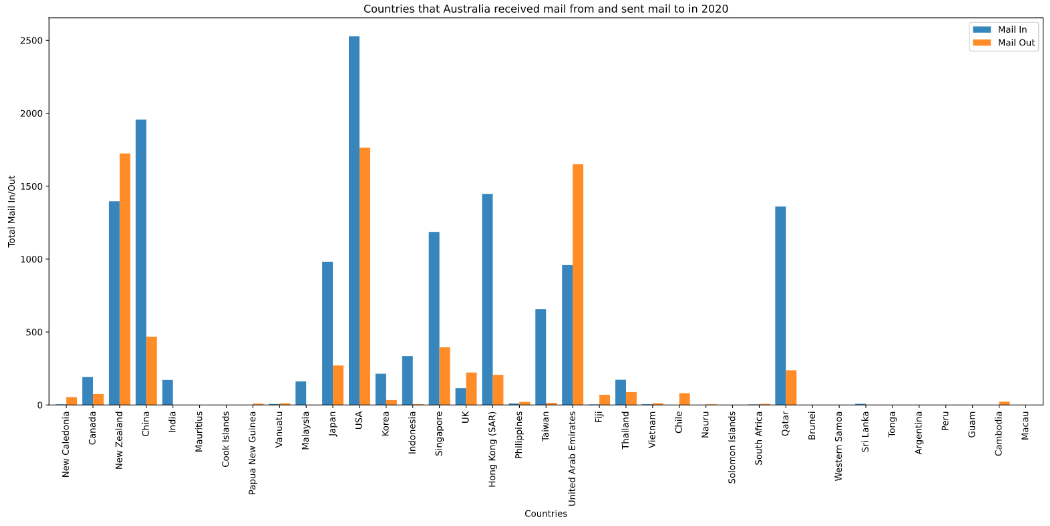 Countries that Australia received mail from and sent mail to in 2020
Mail In
Mail Out
Total Mail In/Out
2500
2000
1500
1000
500
0
New Caledonia
Canada
New Zealand
China
India
Mauritius
Cook Islands
Papua New Guinea
Vanuatu
Malaysia
Japan
USA
Korea
Indonesia
Singapore
UK
Hong Kong (SAR)
Philippines
Taiwan
United Arab Emirates
Fiji
Thailand
Vietnam
Chile
Nauru
Solomon Islands
South Africa
Qatar
Brunei
Western Samoa
Sri Lanka
Tonga
Argentina
Peru
Guam
Cambodia
Macau
Countries